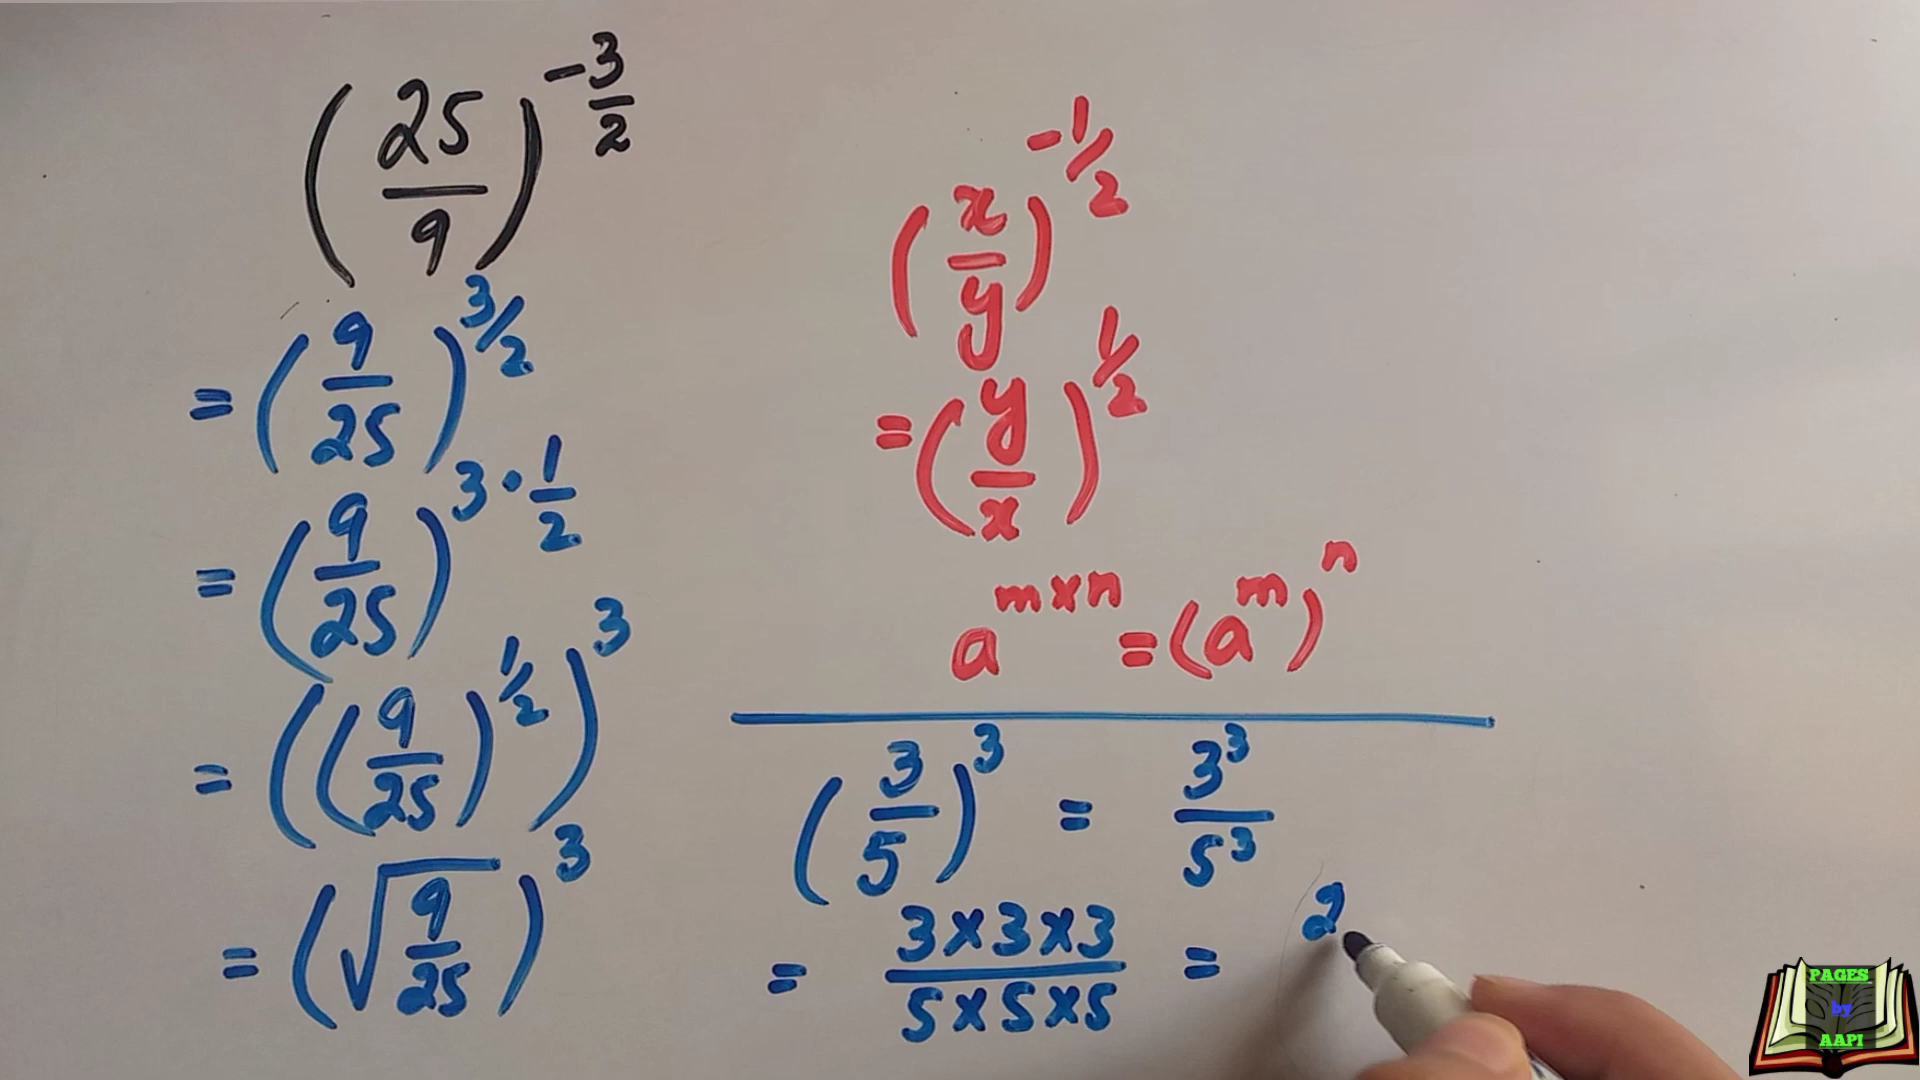 (25/9)^(-3/2)
= (9/25)^(3/2)
= (9/25)^(3 · 1/2)
= ((9/25)^(1/2))^3
= (√(9/25))^3
(x/y)^(-1/2)
= (y/x)^(1/2)
a^(m×n) = (a^m)^n
(3/5)^3 = 3^3/5^3
= (3×3×3)/(5×5×5) = 2
PAGES
by
AAPI